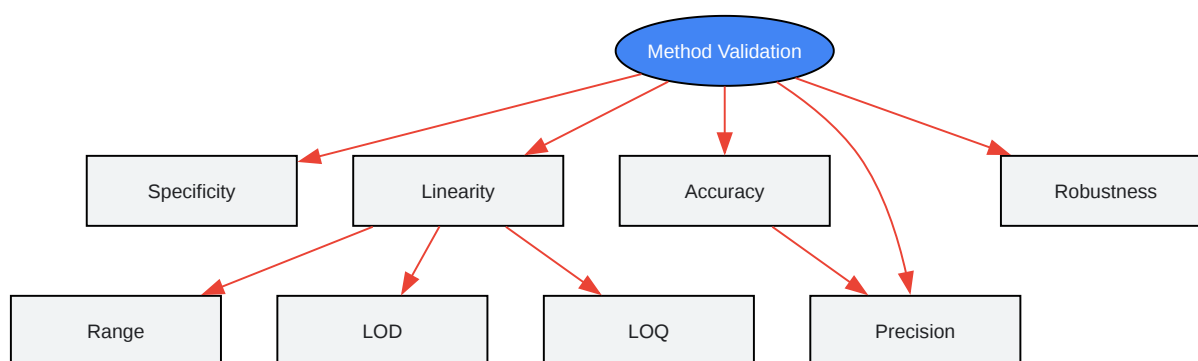 Method Validation
Specificity
Linearity
Accuracy
Robustness
Range
LOD
LOQ
Precision